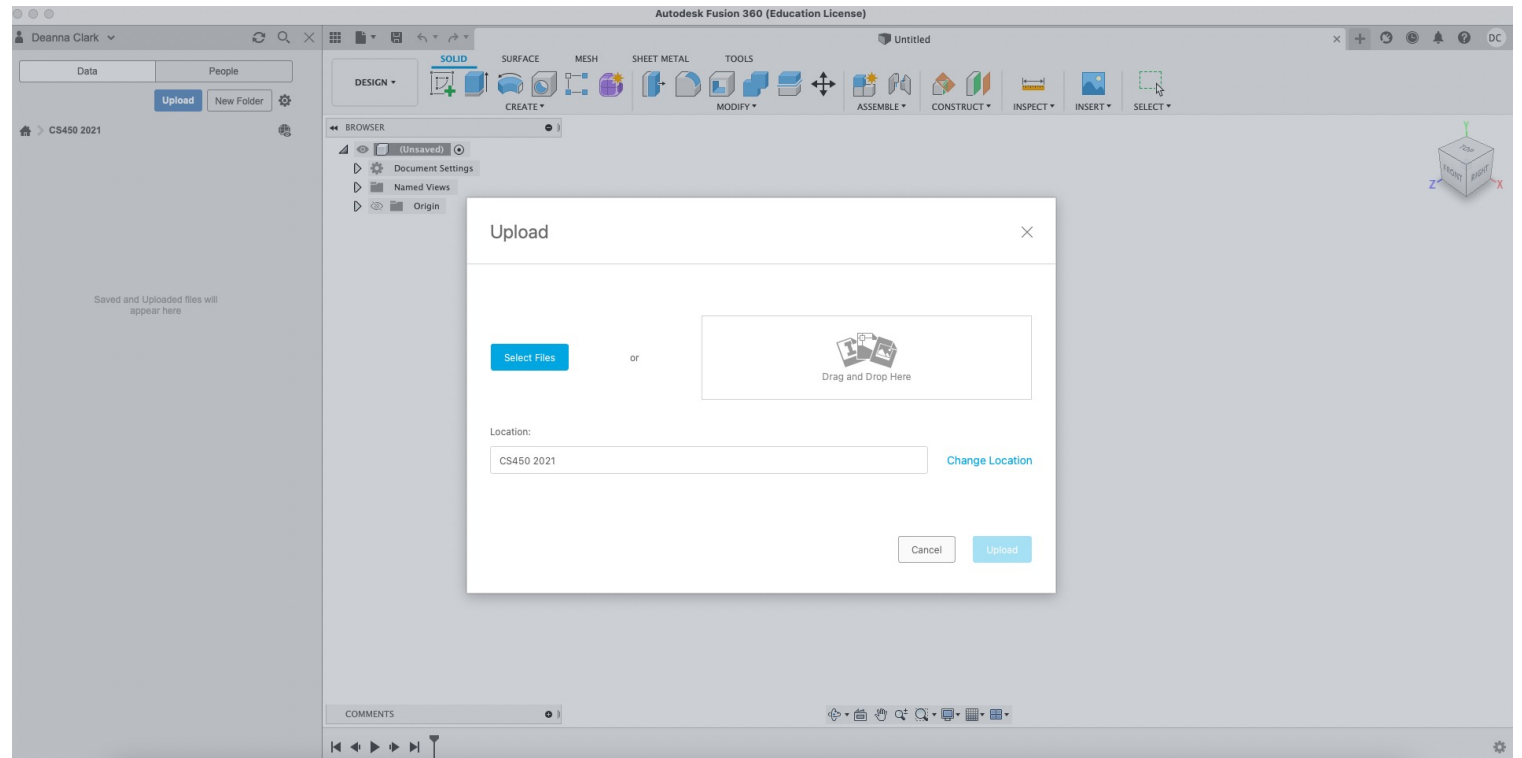 Autodesk Fusion 360 (Education License)
Deanna Clark
Untitled
DC
Data People
Upload New Folder
CS450 2021
Saved and Uploaded files will
appear here
SOLID SURFACE MESH SHEET METAL TOOLS
DESIGN
CREATE MODIFY ASSEMBLE CONSTRUCT INSPECT INSERT SELECT
BROWSER
(Unsaved)
Document Settings
Named Views
Origin
Y
TOP
FRONT RIGHT
Z X
Upload
Select Files or
Drag and Drop Here
Location:
CS450 2021 Change Location
Cancel Upload
COMMENTS